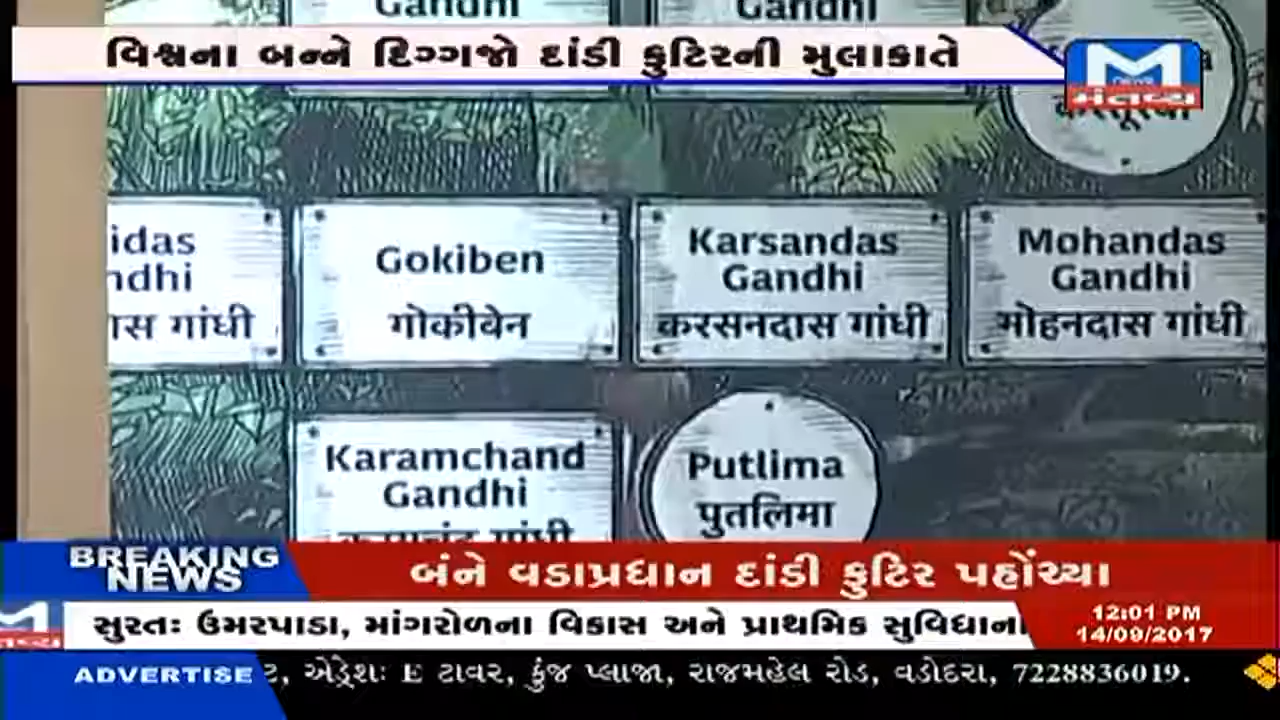 Gandhi
Gandhi
વિશ્વના બન્ને દિગ્ગજો દાંડી કુટિરની મુલાકાતે
મંતવ્ય
idas
ndhi
ास गांधी
Gokiben
गोकीबेन
Karsandas
Gandhi
करसनदास गांधी
Mohandas
Gandhi
मोहनदास गांधी
Karamchand
Gandhi
Putlima
पुतलिमा
BREAKING
NEWS
બંને વડાપ્રધાન દાંડી કુટિર પહોંચ્યા
સુરતઃ ઉમરપાડા, માંગરોળના વિકાસ અને પ્રાથમિક સુવિધાના
12:01 PM
14/09/2017
ADVERTISE
ટ, એડ્રેશઃ E ટાવર, કુંજ પ્લાજા, રાજમહેલ રોડ, વડોદરા, 7228836019.